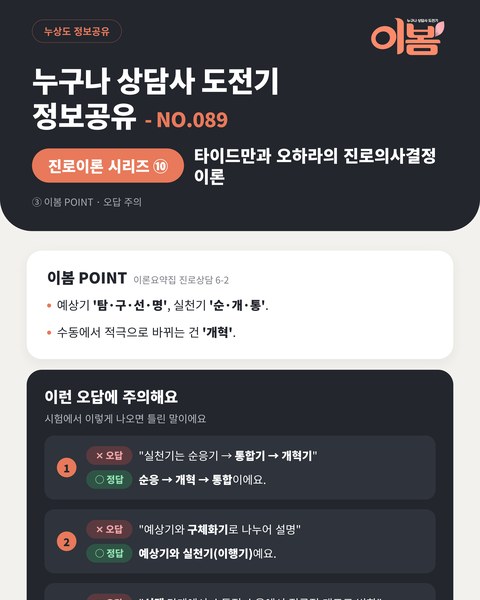 누상도 정보공유
누구나 상담사 도전기
이봄
누구나 상담사 도전기
정보공유 - NO.089
진로이론 시리즈 ⑩
타이드만과 오하라의 진로의사결정
이론
③ 이봄 POINT · 오답 주의
이봄 POINT 이론요약집 진로상담 6-2
• 예상기 '탐·구·선·명', 실천기 '순·개·통'.
• 수동에서 적극으로 바뀌는 건 '개혁'.
이런 오답에 주의해요
시험에서 이렇게 나오면 틀린 말이에요
1
✕ 오답 "실천기는 순응기 → 통합기 → 개혁기"
○ 정답 순응 → 개혁 → 통합이에요.
2
✕ 오답 "예상기와 구체화기로 나누어 설명"
○ 정답 예상기와 실천기(이행기)예요.